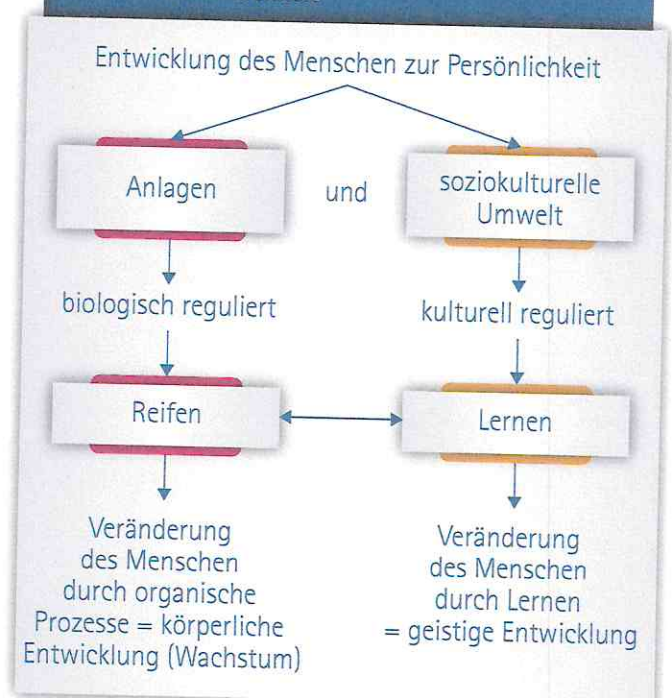 Entwicklung des Menschen zur Persönlichkeit
Anlagen
und
soziokulturelle
Umwelt
biologisch reguliert
kulturell reguliert
Reifen
Lernen
Veränderung
des Menschen
durch organische
Prozesse = körperliche
Entwicklung (Wachstum)
Veränderung
des Menschen
durch Lernen
= geistige Entwicklung